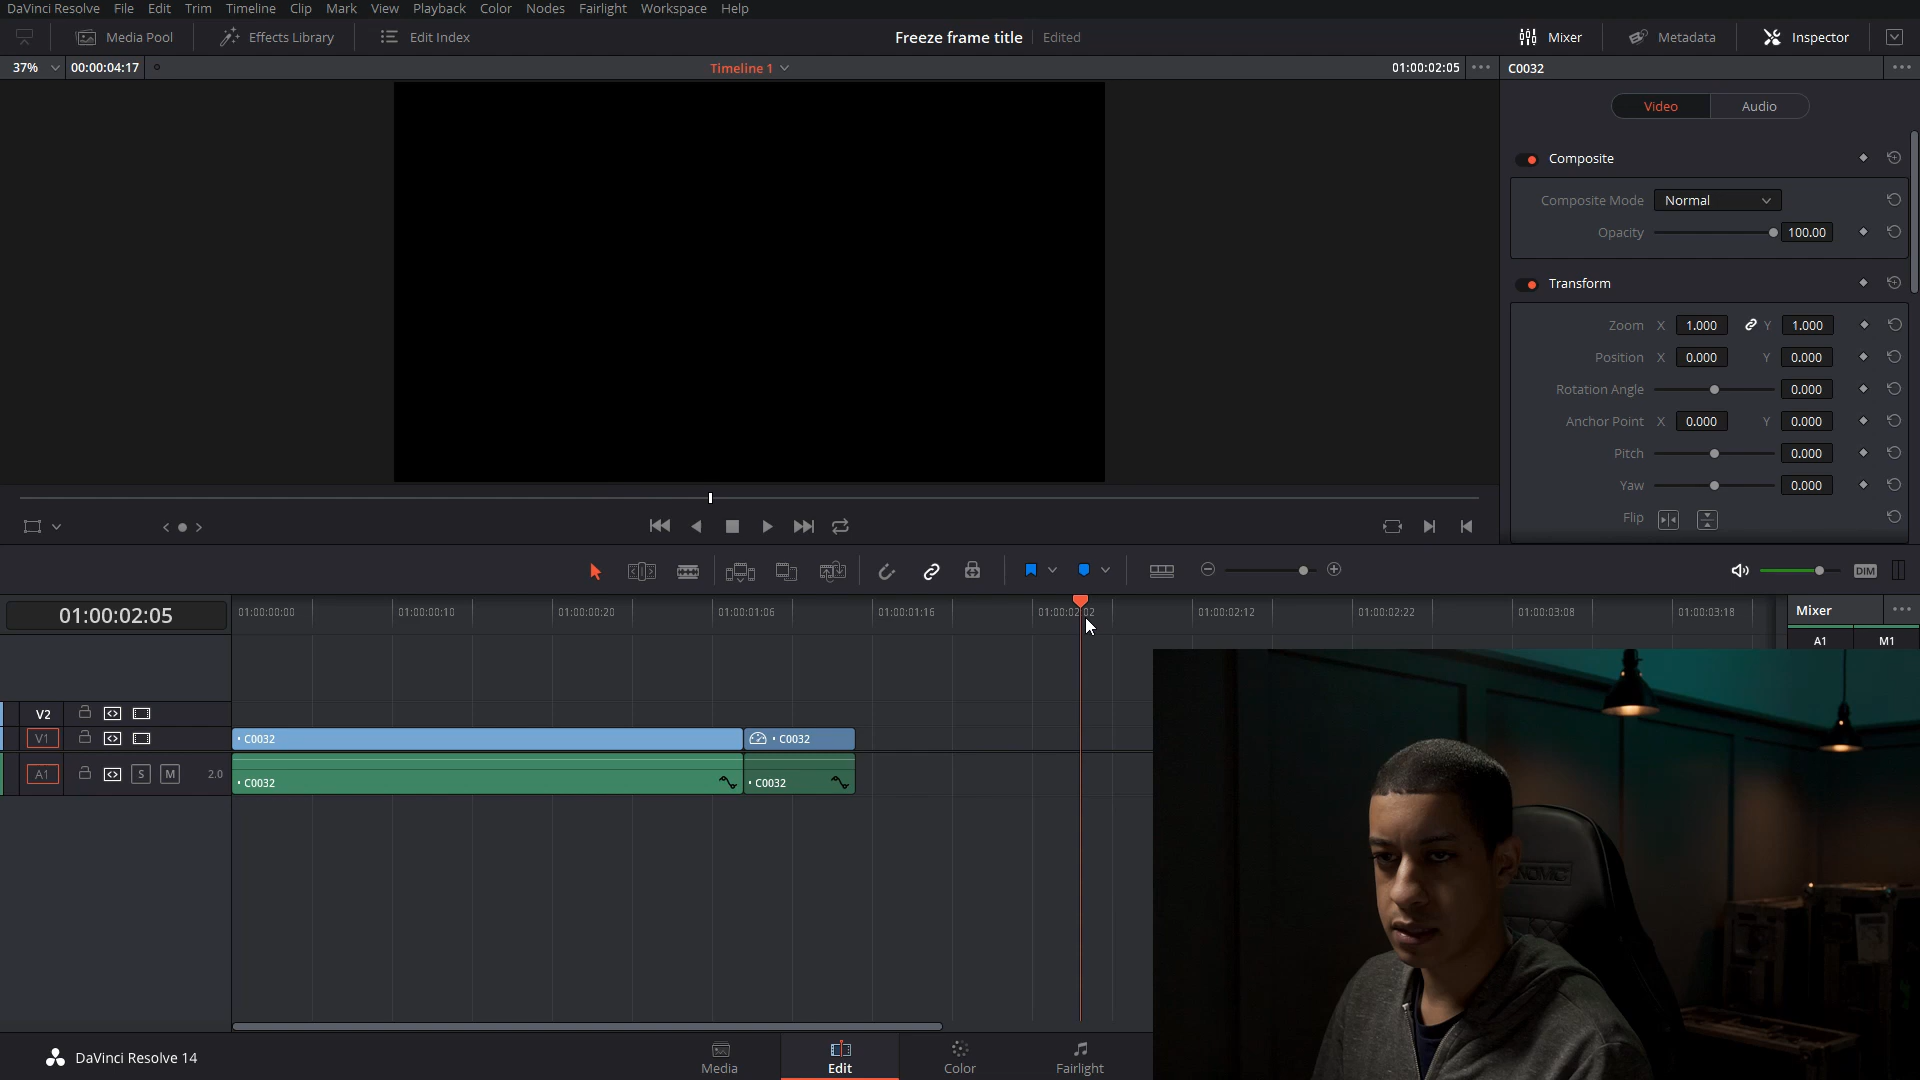 DaVinci Resolve File Edit Trim Timeline Clip Mark View Playback Color Nodes Fairlight Workspace Help
Media Pool Effects Library Edit Index Freeze frame title Edited Mixer Metadata Inspector
37% 00:00:04:17 Timeline 1 01:00:02:05 C0032
Video Audio
Composite
Composite Mode Normal
Opacity 100.00
Transform
Zoom X 1.000 Y 1.000
Position X 0.000 Y 0.000
Rotation Angle 0.000
Anchor Point X 0.000 Y 0.000
Pitch 0.000
Yaw 0.000
Flip
DIM
01:00:02:05 01:00:00:00 01:00:00:10 01:00:00:20 01:00:01:06 01:00:01:16 01:00:02:02 01:00:02:12 01:00:02:22 01:00:03:08 01:00:03:18 Mixer
A1 M1
V2
V1 C0032 C0032
A1 S M 2.0 C0032 C0032
DaVinci Resolve 14 Media Edit Color Fairlight